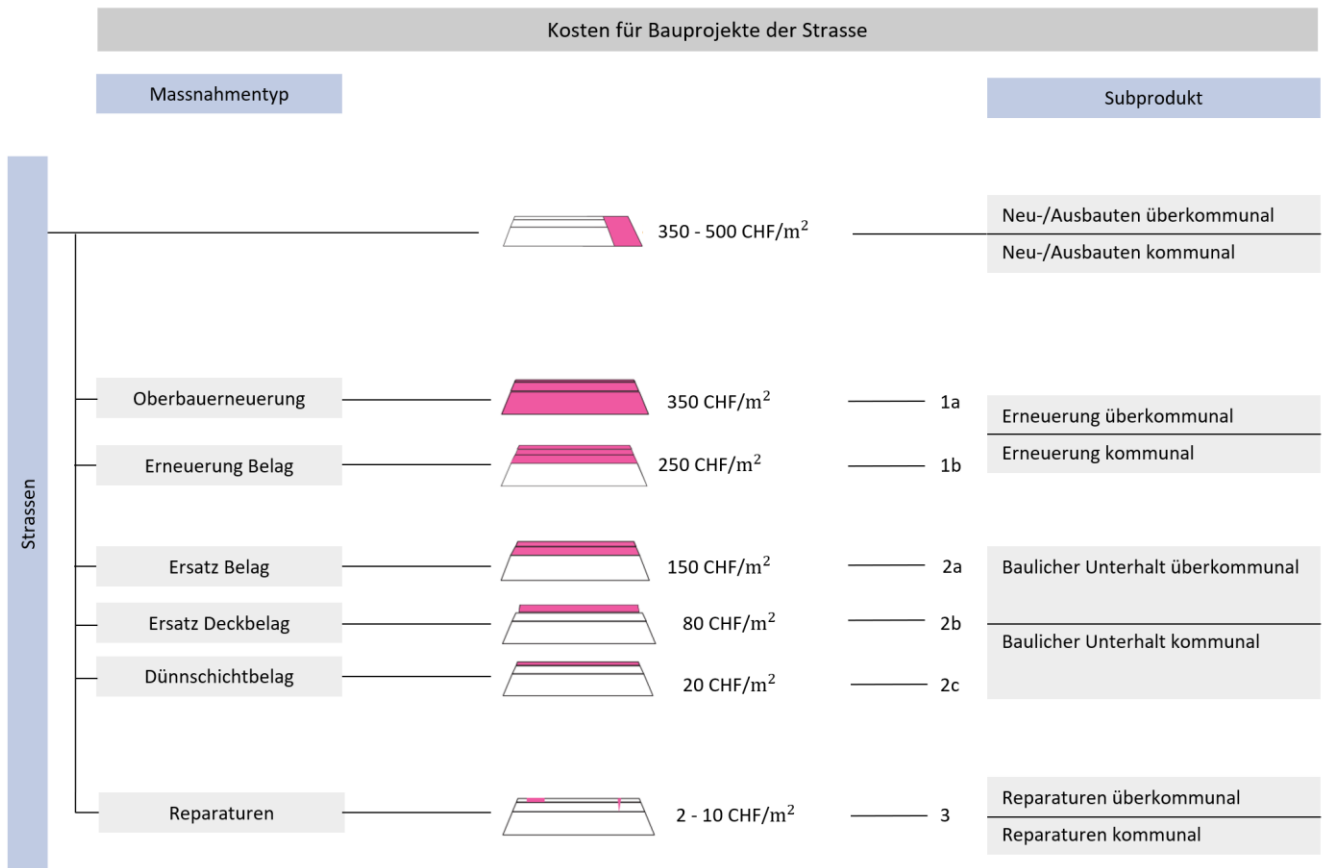 Kosten für Bauprojekte der Strasse
Massnahmentyp
Subprodukt
Strassen
350 - 500 CHF/m²
Neu-/Ausbauten überkommunal
Neu-/Ausbauten kommunal
Oberbauerneuerung
350 CHF/m²
1a
Erneuerung überkommunal
Erneuerung kommunal
Erneuerung Belag
250 CHF/m²
1b
Ersatz Belag
150 CHF/m²
2a
Baulicher Unterhalt überkommunal
Ersatz Deckbelag
80 CHF/m²
2b
Baulicher Unterhalt kommunal
Dünnschichtbelag
20 CHF/m²
2c
Reparaturen
2 - 10 CHF/m²
3
Reparaturen überkommunal
Reparaturen kommunal